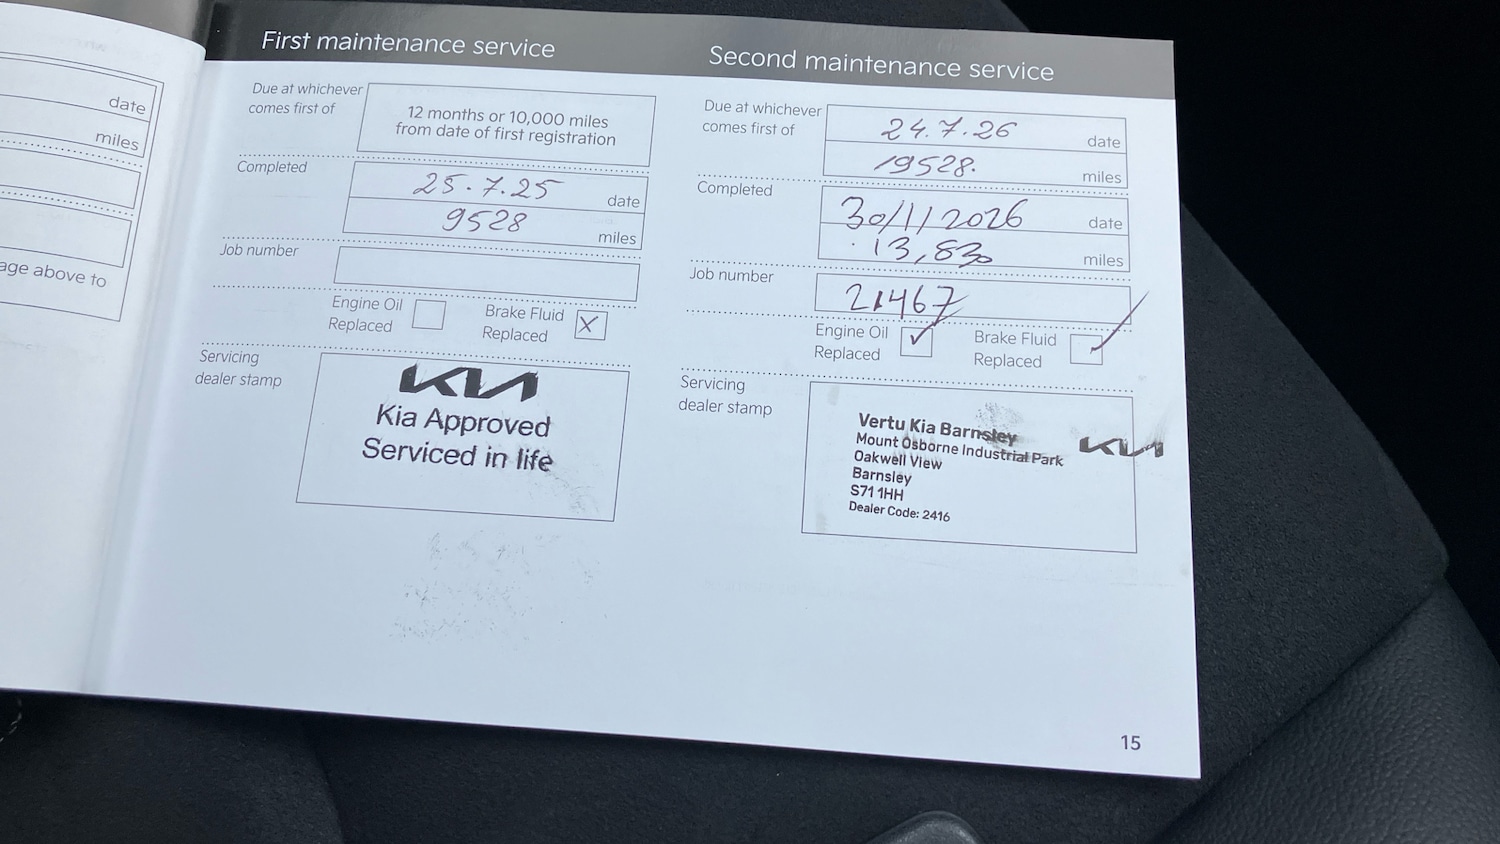 date
miles
age above to
First maintenance service
Due at whichever
comes first of
12 months or 10,000 miles
from date of first registration
Completed
25.7.25 date
9528 miles
Job number
Engine Oil
Replaced
Brake Fluid
Replaced X
Servicing
dealer stamp
KIA
Kia Approved
Serviced in life
Second maintenance service
Due at whichever
comes first of
24.7.26 date
19528. miles
Completed
30/1/2026 date
13,830 miles
Job number
21467
Engine Oil
Replaced ✓
Brake Fluid
Replaced ✓
Servicing
dealer stamp
Vertu Kia Barnsley
Mount Osborne Industrial Park
Oakwell View
Barnsley
S71 1HH
Dealer Code: 2416
KIA
15